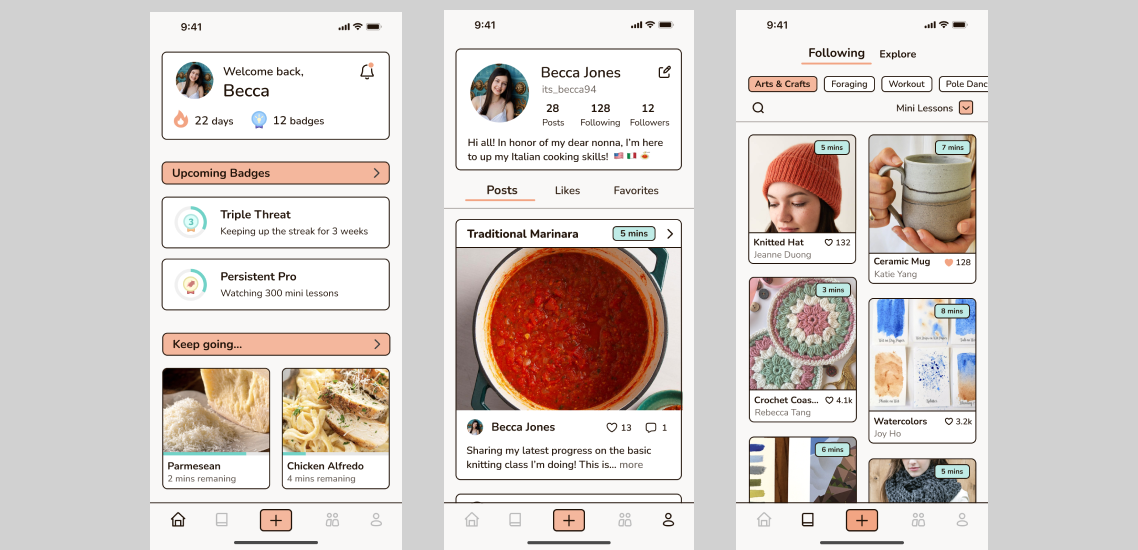 9:41
Welcome back,
Becca
22 days
12 badges
Upcoming Badges
3
Triple Threat
Keeping up the streak for 3 weeks
Persistent Pro
Watching 300 mini lessons
Keep going...
Parmesean
2 mins remaning
Chicken Alfredo
4 mins remaning
9:41
Becca Jones
its_becca94
28
Posts
128
Following
12
Followers
Hi all! In honor of my dear nonna, I'm here
to up my Italian cooking skills!
Posts
Likes
Favorites
Traditional Marinara
5 mins
Becca Jones
13
1
Sharing my latest progress on the basic
knitting class I'm doing! This is... more
9:41
Following
Explore
Arts & Crafts
Foraging
Workout
Pole Danc
Mini Lessons
5 mins
Knitted Hat
132
Jeanne Duong
7 mins
Ceramic Mug
128
Katie Yang
3 mins
Crochet Coas...
4.1k
Rebecca Tang
8 mins
Watercolors
3.2k
Joy Ho
6 mins
5 mins